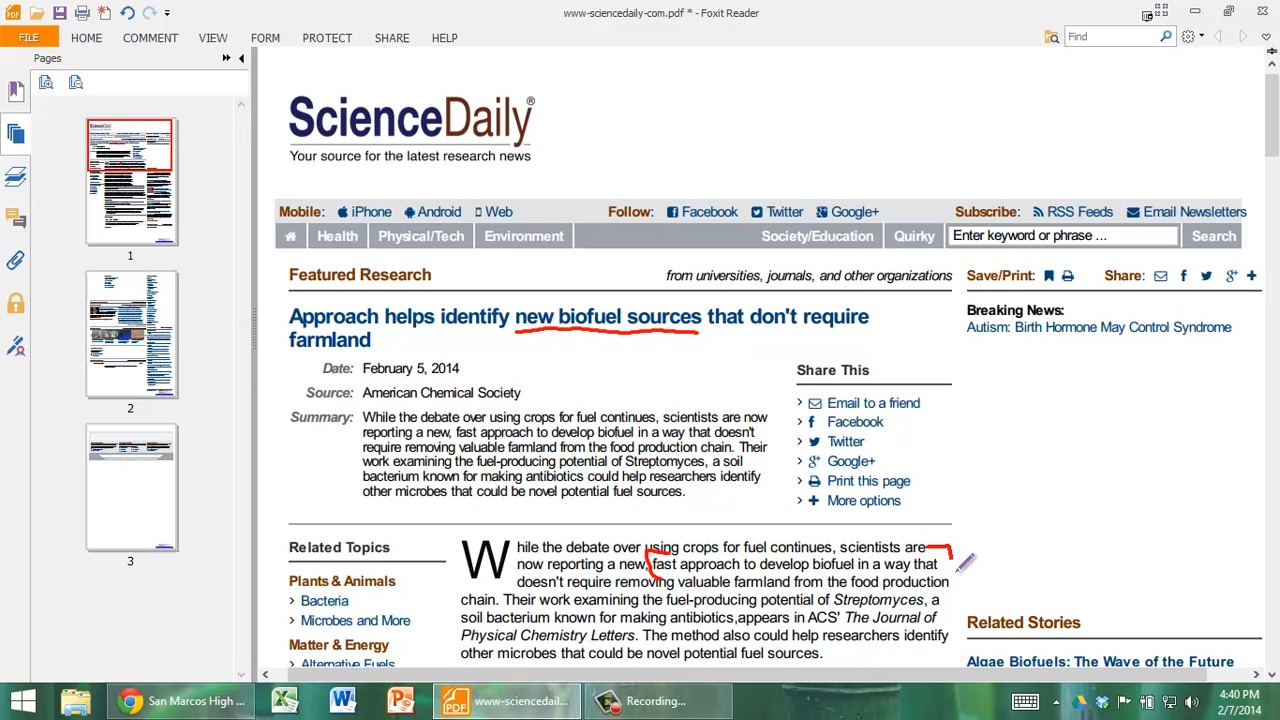 www-sciencedaily-com.pdf * - Foxit Reader
FILE HOME COMMENT VIEW FORM PROTECT SHARE HELP
Find
Pages
1
2
3
ScienceDaily®
Your source for the latest research news
Mobile: iPhone Android Web Follow: Facebook Twitter Google+ Subscribe: RSS Feeds Email Newsletters
Health Physical/Tech Environment Society/Education Quirky Enter keyword or phrase ... Search
Featured Research from universities, journals, and other organizations
Save/Print: Share:
Breaking News:
Autism: Birth Hormone May Control Syndrome
Approach helps identify new biofuel sources that don't require
farmland
Date: February 5, 2014
Source: American Chemical Society
Summary: While the debate over using crops for fuel continues, scientists are now
reporting a new, fast approach to develop biofuel in a way that doesn't
require removing valuable farmland from the food production chain. Their
work examining the fuel-producing potential of Streptomyces, a soil
bacterium known for making antibiotics could help researchers identify
other microbes that could be novel potential fuel sources.
Share This
Email to a friend
Facebook
Twitter
Google+
Print this page
More options
Related Topics
Plants & Animals
Bacteria
Microbes and More
Matter & Energy
Alternative Fuels
While the debate over using crops for fuel continues, scientists are
now reporting a new, fast approach to develop biofuel in a way that
doesn't require removing valuable farmland from the food production
chain. Their work examining the fuel-producing potential of Streptomyces, a
soil bacterium known for making antibiotics,appears in ACS' The Journal of
Physical Chemistry Letters. The method also could help researchers identify
other microbes that could be novel potential fuel sources.
Related Stories
Algae Biofuels: The Wave of the Future
San Marcos High ...
www-sciencedail...
Recording...
4:40 PM
2/7/2014